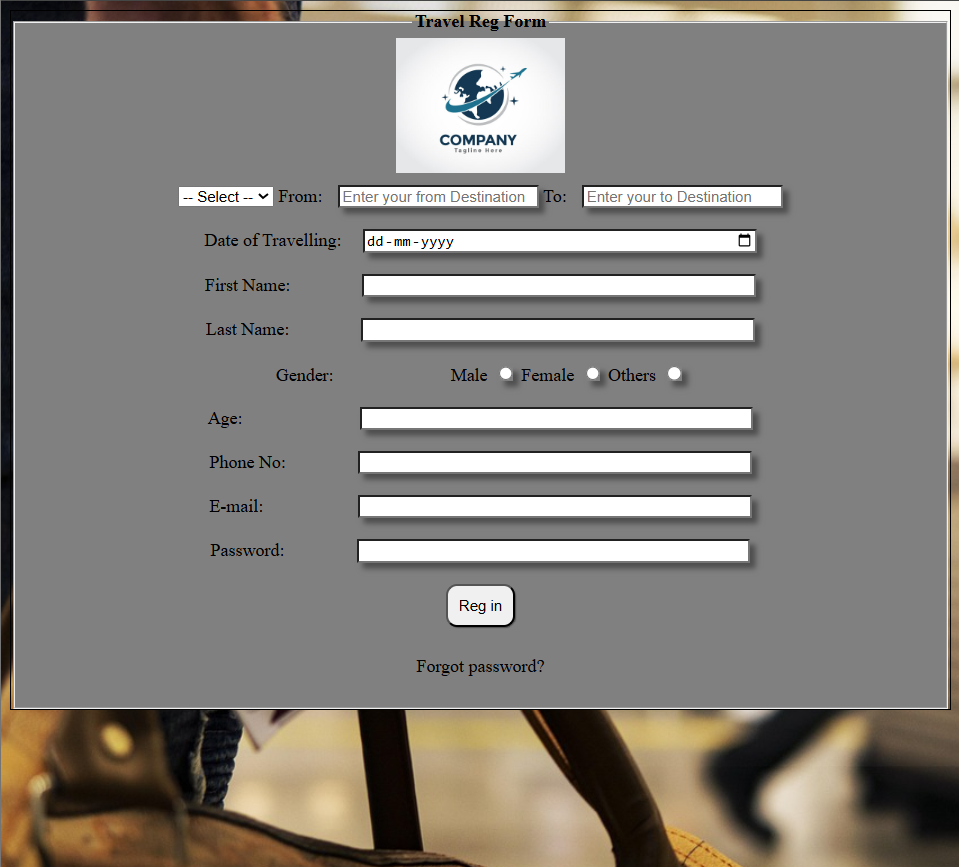 Travel Reg Form
COMPANY
Tagline Here
-- Select -- From: Enter your from Destination To: Enter your to Destination
Date of Travelling: dd-mm-yyyy
First Name:
Last Name:
Gender: Male Female Others
Age:
Phone No:
E-mail:
Password:
Reg in
Forgot password?